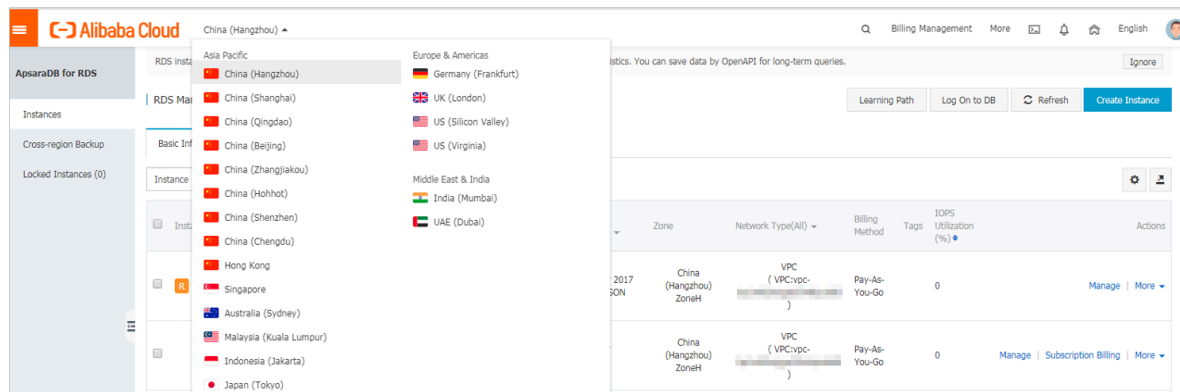 Alibaba Cloud
China (Hangzhou)
Billing Management
More
English
ApsaraDB for RDS
Instances
Cross-region Backup
Locked Instances (0)
RDS
You can save data by OpenAPI for long-term queries.
Ignore
RDS
Learning Path
Log On to DB
Refresh
Create Instance
Basic
Instance
Asia Pacific
China (Hangzhou)
China (Shanghai)
China (Qingdao)
China (Beijing)
China (Zhangjiakou)
China (Hohhot)
China (Shenzhen)
China (Chengdu)
Hong Kong
Singapore
Australia (Sydney)
Malaysia (Kuala Lumpur)
Indonesia (Jakarta)
Japan (Tokyo)
Europe & Americas
Germany (Frankfurt)
UK (London)
US (Silicon Valley)
US (Virginia)
Middle East & India
India (Mumbai)
UAE (Dubai)
Zone
Network Type(All)
Billing Method
Tags
IOPS Utilization (%)
Actions
R
2017
China (Hangzhou) ZoneH
VPC
( VPC:vpc-
)
Pay-As-You-Go
0
Manage | More
China (Hangzhou) ZoneH
VPC
( VPC:vpc-
)
Pay-As-You-Go
0
Manage | Subscription Billing | More